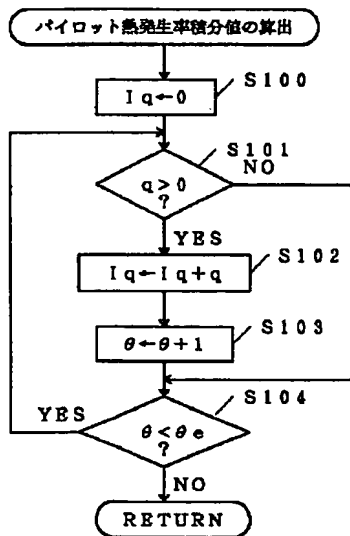 パイロット熱発生率積分値の算出
S100
Iq←0
S101
NO
q>0
?
YES
S102
Iq←Iq+q
S103
θ←θ+1
S104
YES
θ<θe
?
NO
RETURN